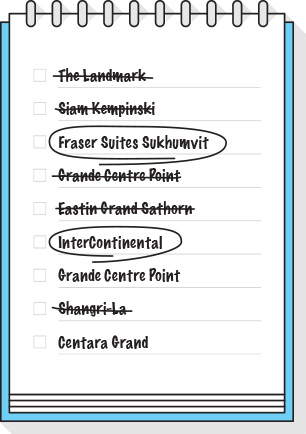 The Landmark
Siam Kempinski
Fraser Suites Sukhumvit
Grande Centre Point
Eastin Grand Sathorn
InterContinental
Grande Centre Point
Shangri-La
Centara Grand